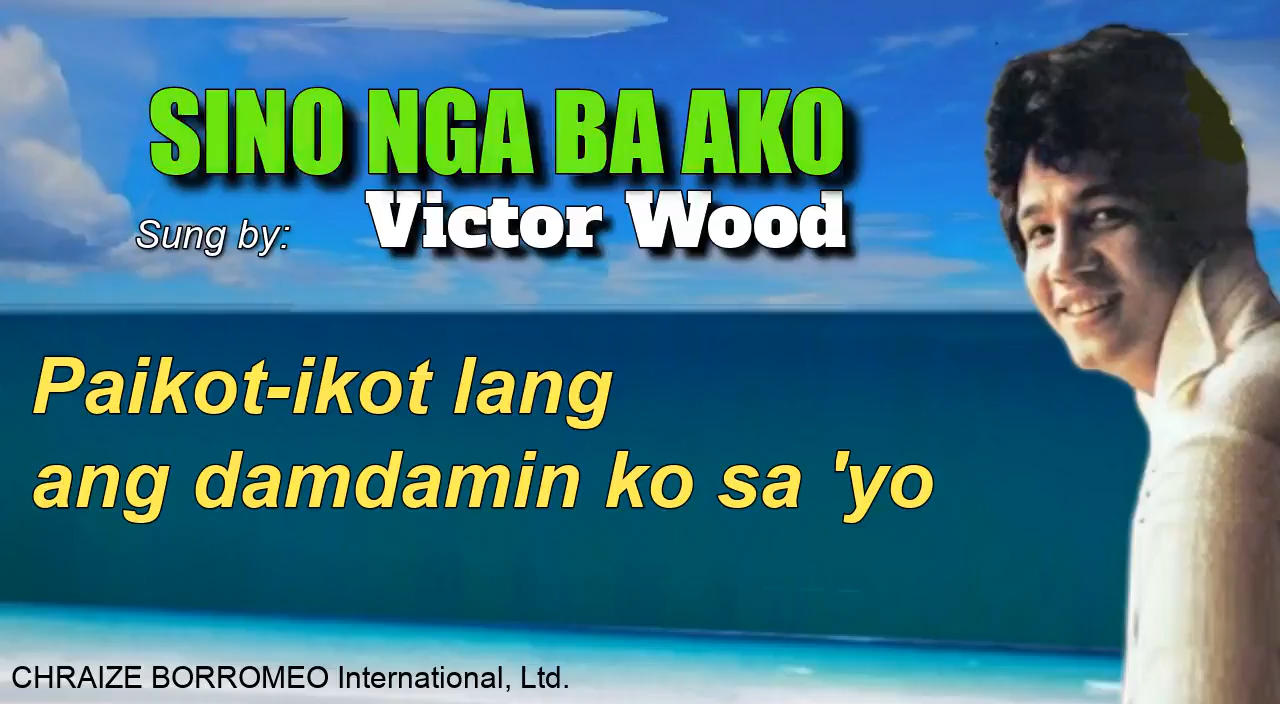 SINO NGA BA AKO
Sung by: Victor Wood
Paikot-ikot lang
ang damdamin ko sa 'yo
CHRAIZE BORROMEO International, Ltd.